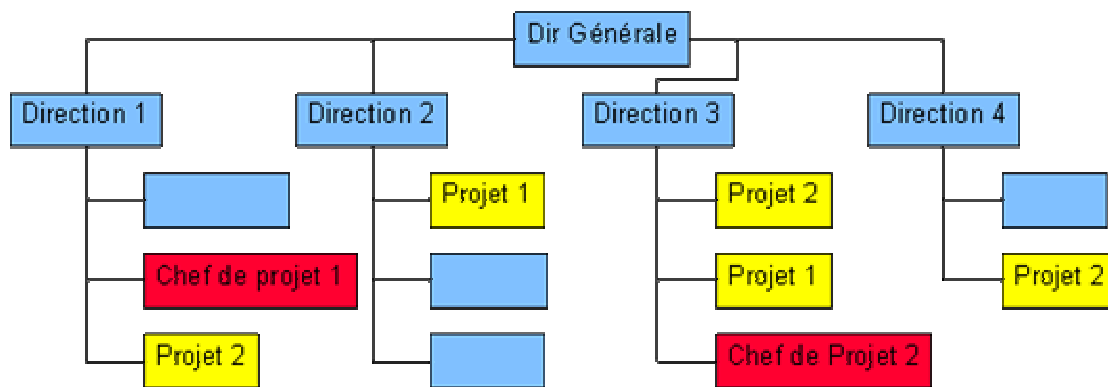 Dir Générale
Direction 1
Direction 2
Direction 3
Direction 4
Projet 1
Projet 2
Chef de projet 1
Projet 1
Projet 2
Projet 2
Chef de Projet 2